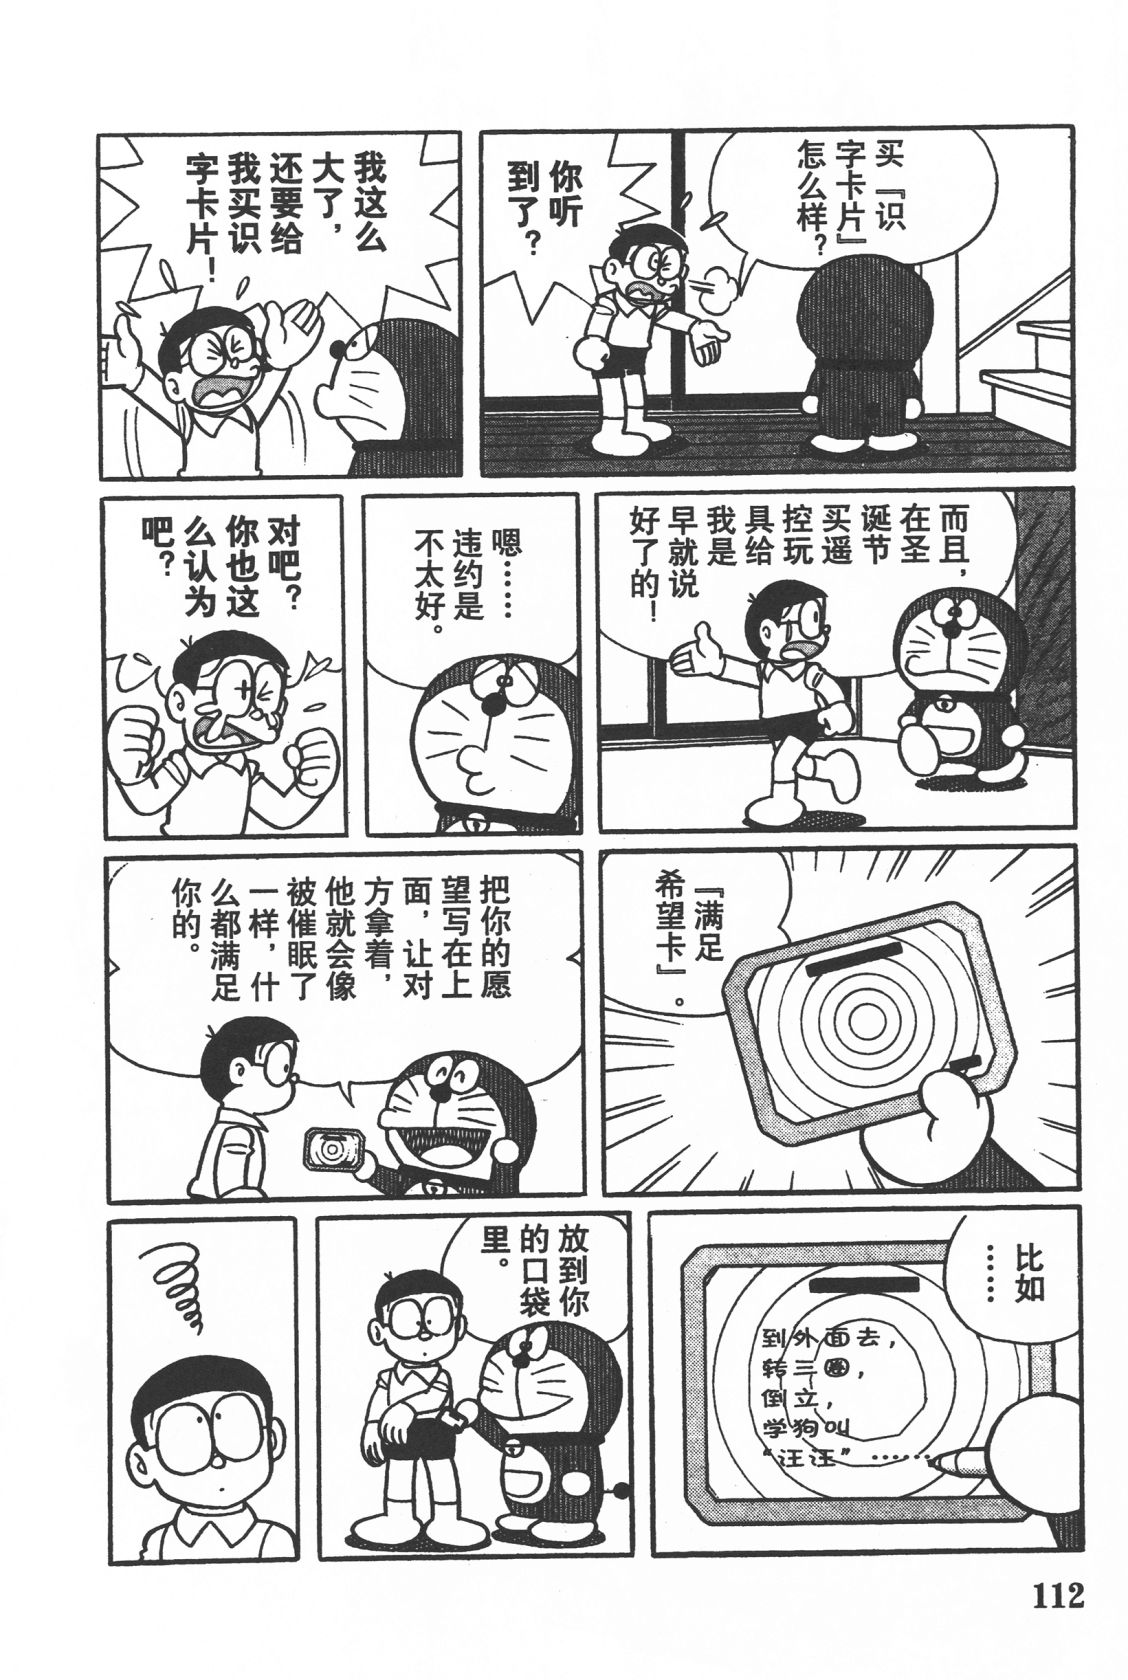 买『识
字卡片』
怎么样?
你听
到了?
我这么
大了,
还要给
我买识
字卡片!
而且,
在圣
诞节
买遥
控玩
具给
我是
早就说
好了的!
嗯……
违约是
不太好。
对吧?
你也这
么认为
吧?
『满足
希望卡』。
把你的愿
望写在上
面,让对
方拿着,
他就会像
被催眠了
一样,什
么都满足
你的。
比如
……
到外面去,
转三圈,
倒立,
学狗叫
“汪汪”……
放到你
的口袋
里。
112